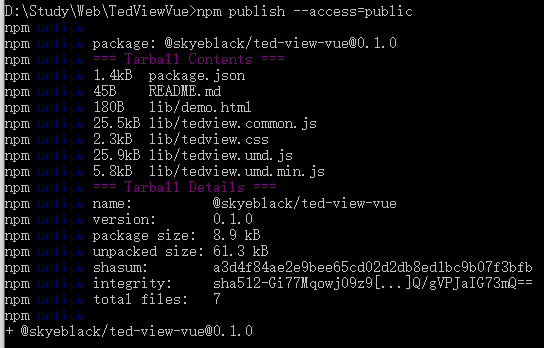 D:\Study\Web\TedViewVue>npm publish --access=public
npm notice
npm notice package: @skyeblack/ted-view-vue@0.1.0
npm notice === Tarball Contents ===
npm notice 1.4kB package.json
npm notice 45B README.md
npm notice 180B lib/demo.html
npm notice 25.5kB lib/tedview.common.js
npm notice 2.3kB lib/tedview.css
npm notice 25.9kB lib/tedview.umd.js
npm notice 5.8kB lib/tedview.umd.min.js
npm notice === Tarball Details ===
npm notice name: @skyeblack/ted-view-vue
npm notice version: 0.1.0
npm notice package size: 8.9 kB
npm notice unpacked size: 61.3 kB
npm notice shasum: a3d4f84ae2e9bee65cd02d2db8ed1bc9b07f3bfb
npm notice integrity: sha512-Gi77Mqowj09z9[...]Q/gVPJaIG73mQ==
npm notice total files: 7
npm notice
+ @skyeblack/ted-view-vue@0.1.0